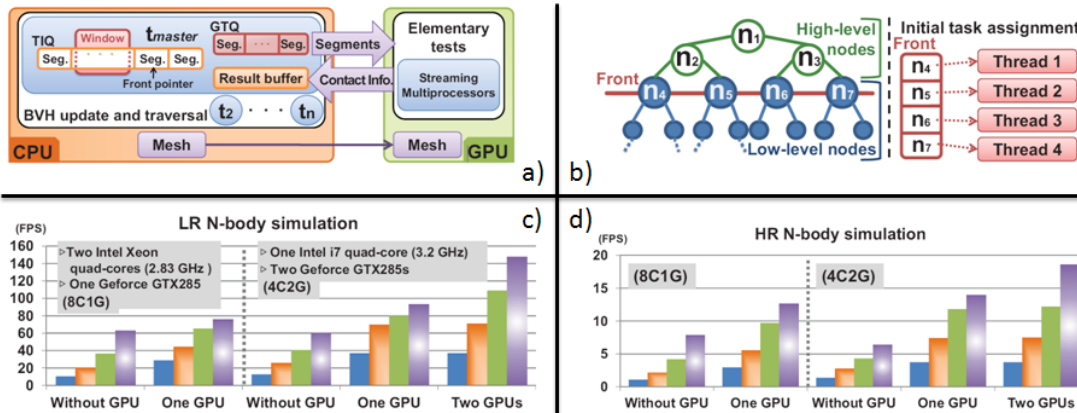 TIQ
Window
tmaster
GTQ
Seg. · · · Seg. Seg.
Seg. · · · Seg.
Front pointer
Result buffer
BVH update and traversal
t2 · · · tn
CPU
Mesh
Segments
Contact Info.
Elementary
tests
Streaming
Multiprocessors
Mesh
GPU
a)
n1
High-level
nodes
n2 n3
Front
n4 n5 n6 n7
Low-level nodes
Initial task assignment
Front
n4 Thread 1
n5 Thread 2
n6 Thread 3
n7 Thread 4
b)
LR N-body simulation
c)
(FPS)
160
140
120
100
80
60
40
20
0
▹Two Intel Xeon
quad-cores (2.83 GHz )
▹ One Geforce GTX285
(8C1G)
▹ One Intel i7 quad-core (3.2 GHz)
▹ Two Geforce GTX285s
(4C2G)
Without GPU One GPU Without GPU One GPU Two GPUs
d)
HR N-body simulation
(FPS)
20
15
10
5
0
(8C1G) (4C2G)
Without GPU One GPU Without GPU One GPU Two GPUs